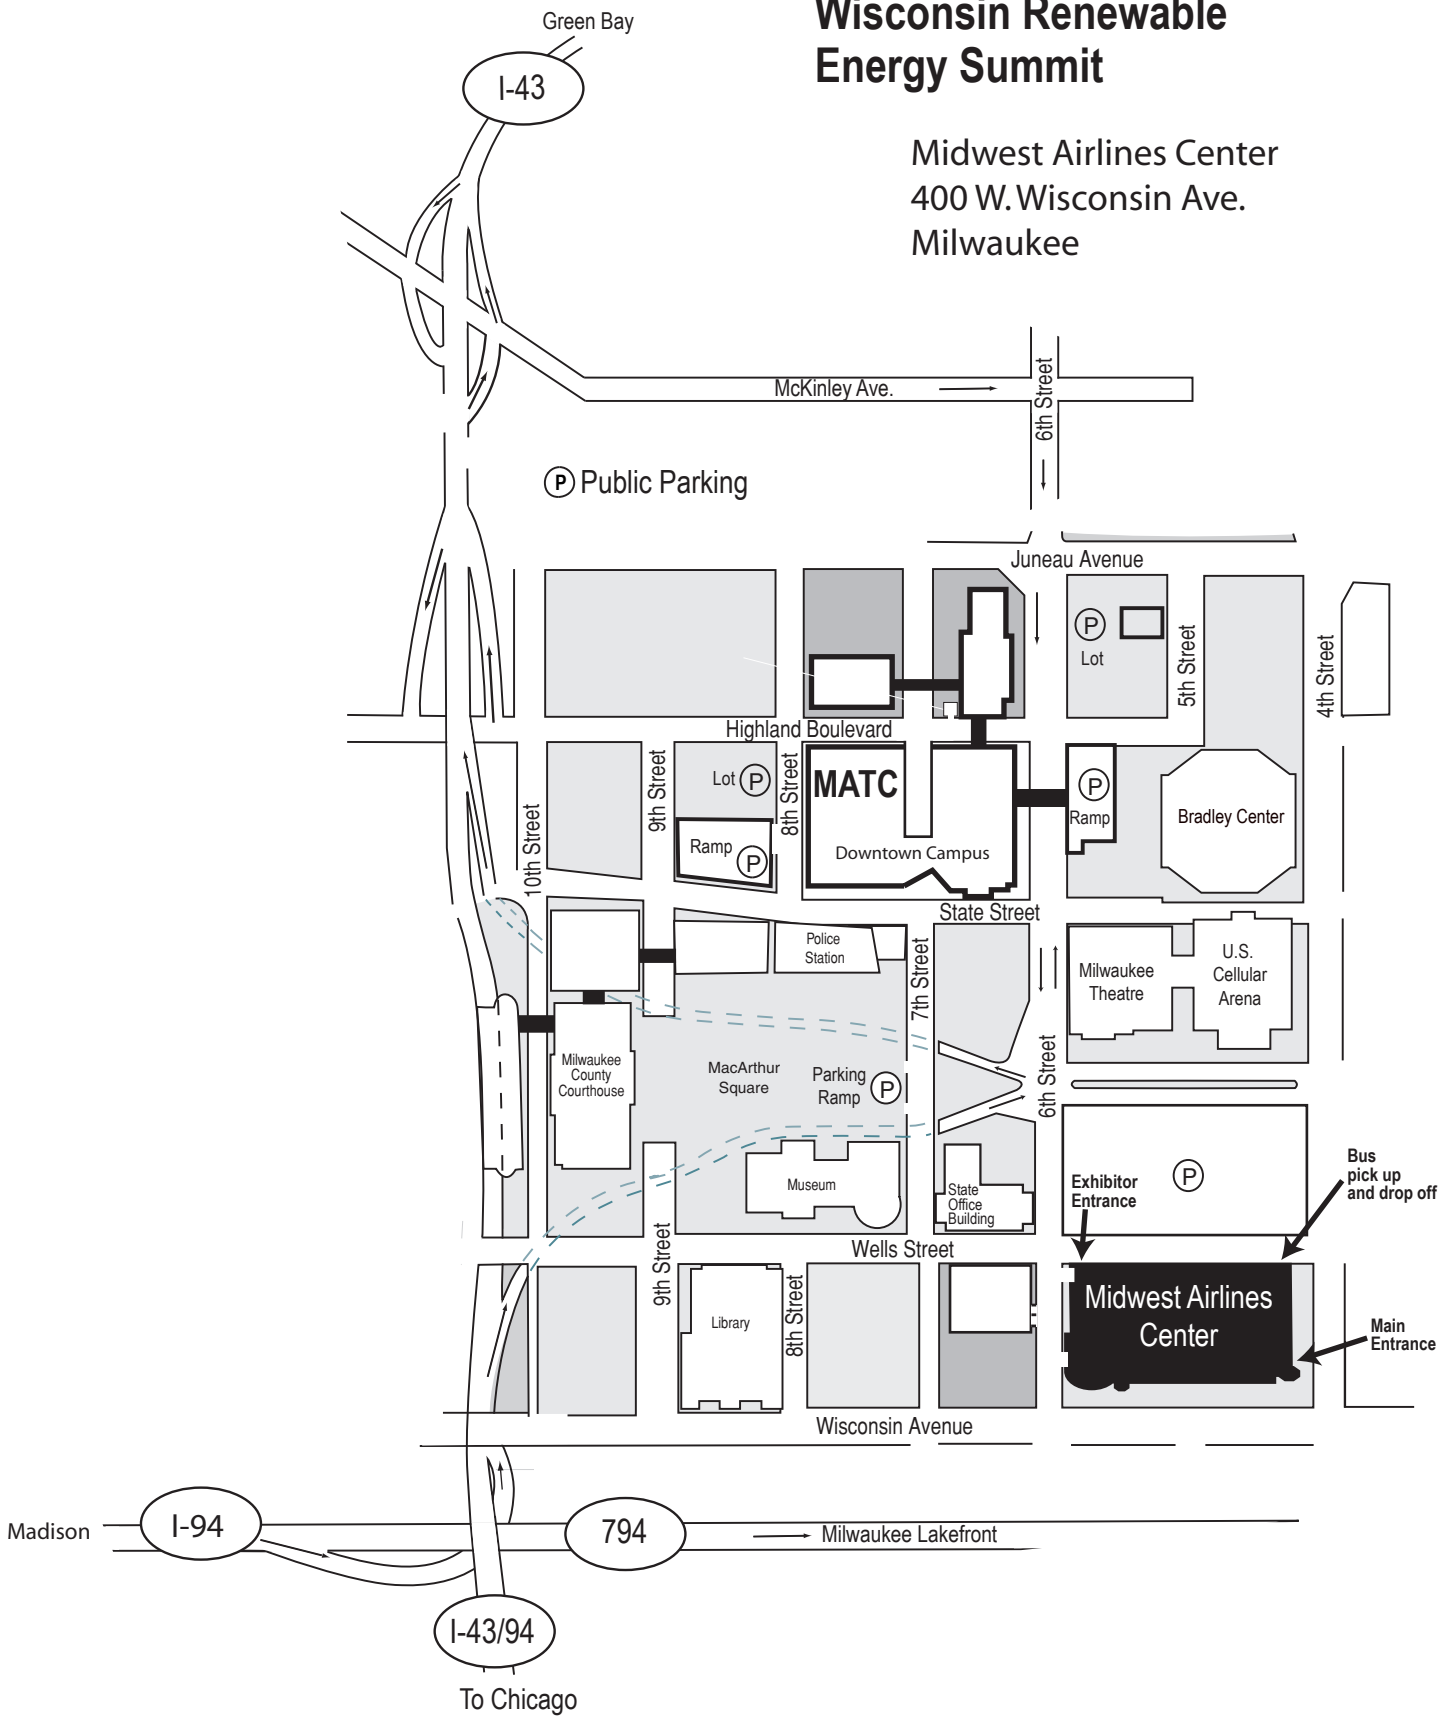 Wisconsin Renewable
Energy Summit
Green Bay
I-43
Midwest Airlines Center
400 W. Wisconsin Ave.
Milwaukee
McKinley Ave.
6th Street
P Public Parking
Juneau Avenue
P
Lot
5th Street
4th Street
Highland Boulevard
9th Street
Lot P
8th Street
MATC
Downtown Campus
P
Ramp
Bradley Center
10th Street
Ramp
P
State Street
Police
Station
7th Street
Milwaukee
Theatre
U.S.
Cellular
Arena
Milwaukee
County
Courthouse
MacArthur
Square
Parking
Ramp
P
6th Street
Museum
State
Office
Building
Exhibitor
Entrance
P
Bus
pick up
and drop off
Wells Street
9th Street
Library
8th Street
Midwest Airlines
Center
Main
Entrance
Wisconsin Avenue
Madison
I-94
794
Milwaukee Lakefront
I-43/94
To Chicago